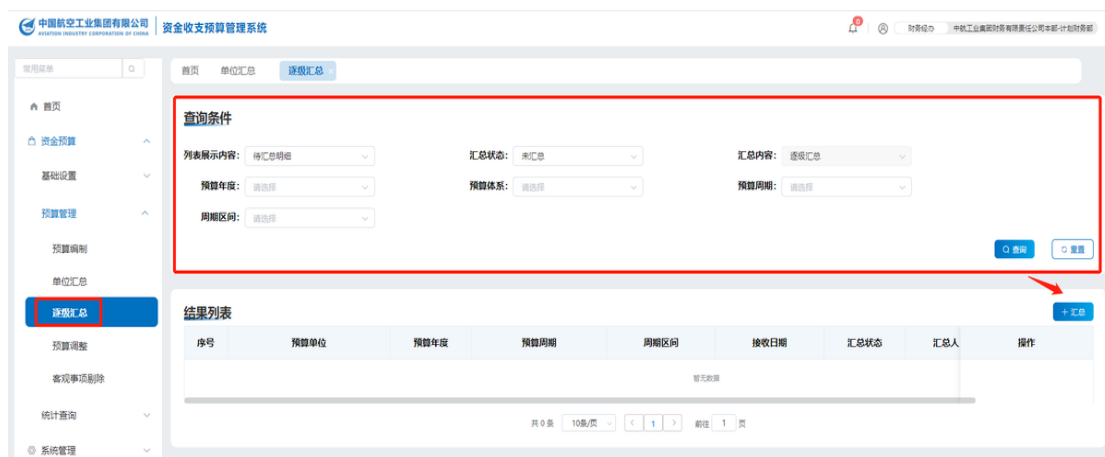 中国航空工业集团有限公司
AVIATION INDUSTRY CORPORATION OF CHINA
资金收支预算管理系统
0
财务经办
中航工业集团财务有限责任公司本部-计划财务部
常用菜单
首页 单位汇总 逐级汇总 ×
首页
资金预算
基础设置
预算管理
预算编制
单位汇总
逐级汇总
预算调整
客观事项剔除
统计查询
系统管理
查询条件
列表展示内容: 待汇总明细 汇总状态: 未汇总 汇总内容: 逐级汇总
预算年度: 请选择 预算体系: 请选择 预算周期: 请选择
周期区间: 请选择
查询 重置
结果列表
+ 汇总
序号 预算单位 预算年度 预算周期 周期区间 接收日期 汇总状态 汇总人 操作
暂无数据
共 0 条 10条/页 < 1 > 前往 1 页